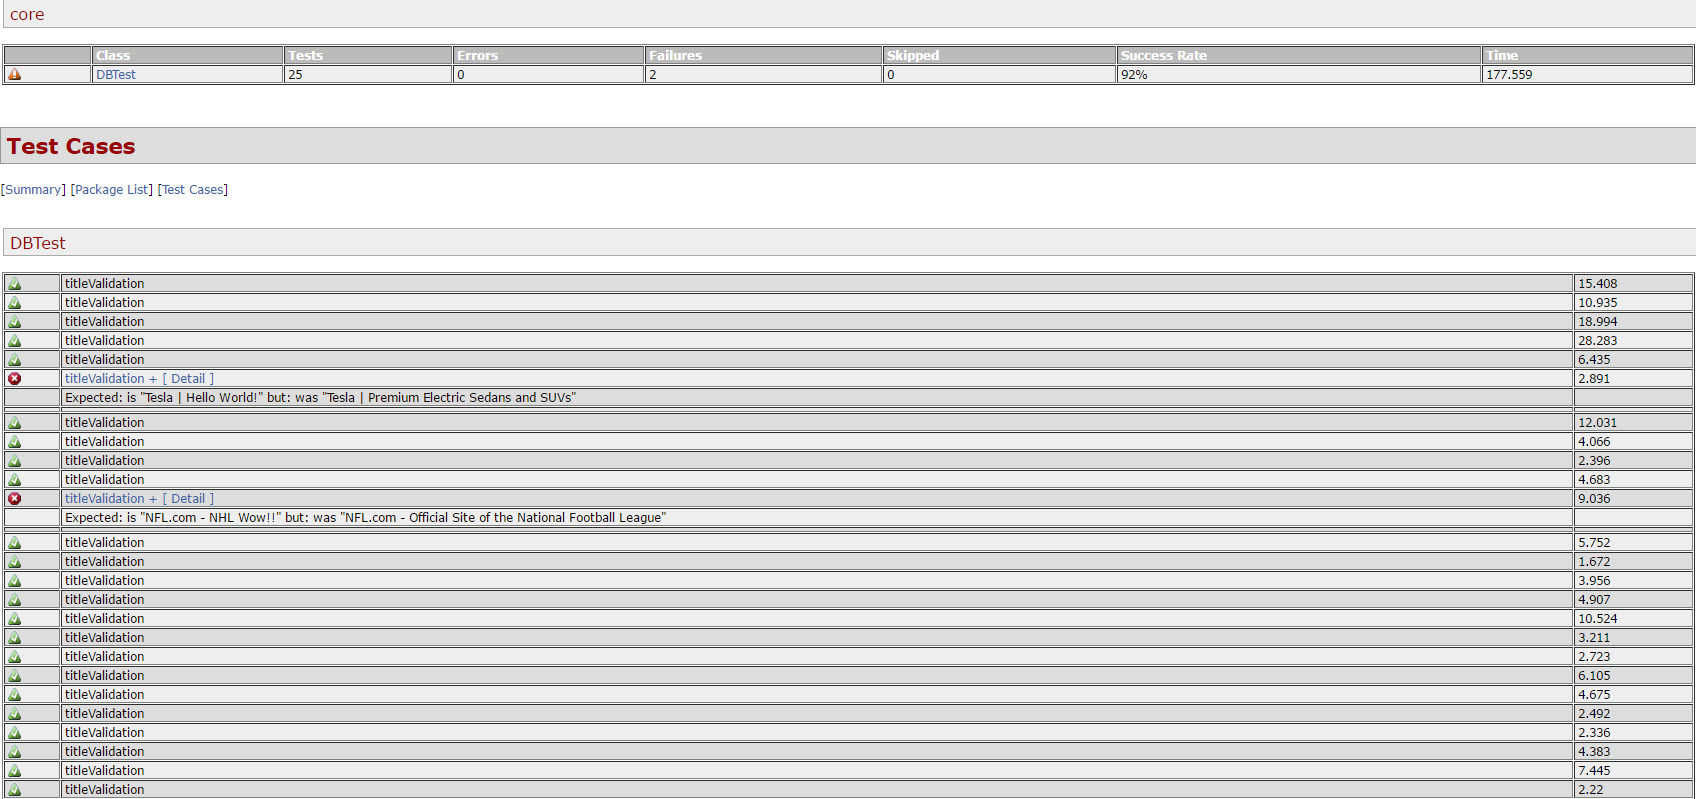 core
Class Tests Errors Failures Skipped Success Rate Time
DBTest 25 0 2 0 92% 177.559
Test Cases
[Summary] [Package List] [Test Cases]
DBTest
titleValidation 15.408
titleValidation 10.935
titleValidation 18.994
titleValidation 28.283
titleValidation 6.435
titleValidation + [ Detail ] 2.891
Expected: is "Tesla | Hello World!" but: was "Tesla | Premium Electric Sedans and SUVs"
titleValidation 12.031
titleValidation 4.066
titleValidation 2.396
titleValidation 4.683
titleValidation + [ Detail ] 9.036
Expected: is "NFL.com - NHL Wow!!" but: was "NFL.com - Official Site of the National Football League"
titleValidation 5.752
titleValidation 1.672
titleValidation 3.956
titleValidation 4.907
titleValidation 10.524
titleValidation 3.211
titleValidation 2.723
titleValidation 6.105
titleValidation 4.675
titleValidation 2.492
titleValidation 2.336
titleValidation 4.383
titleValidation 7.445
titleValidation 2.22